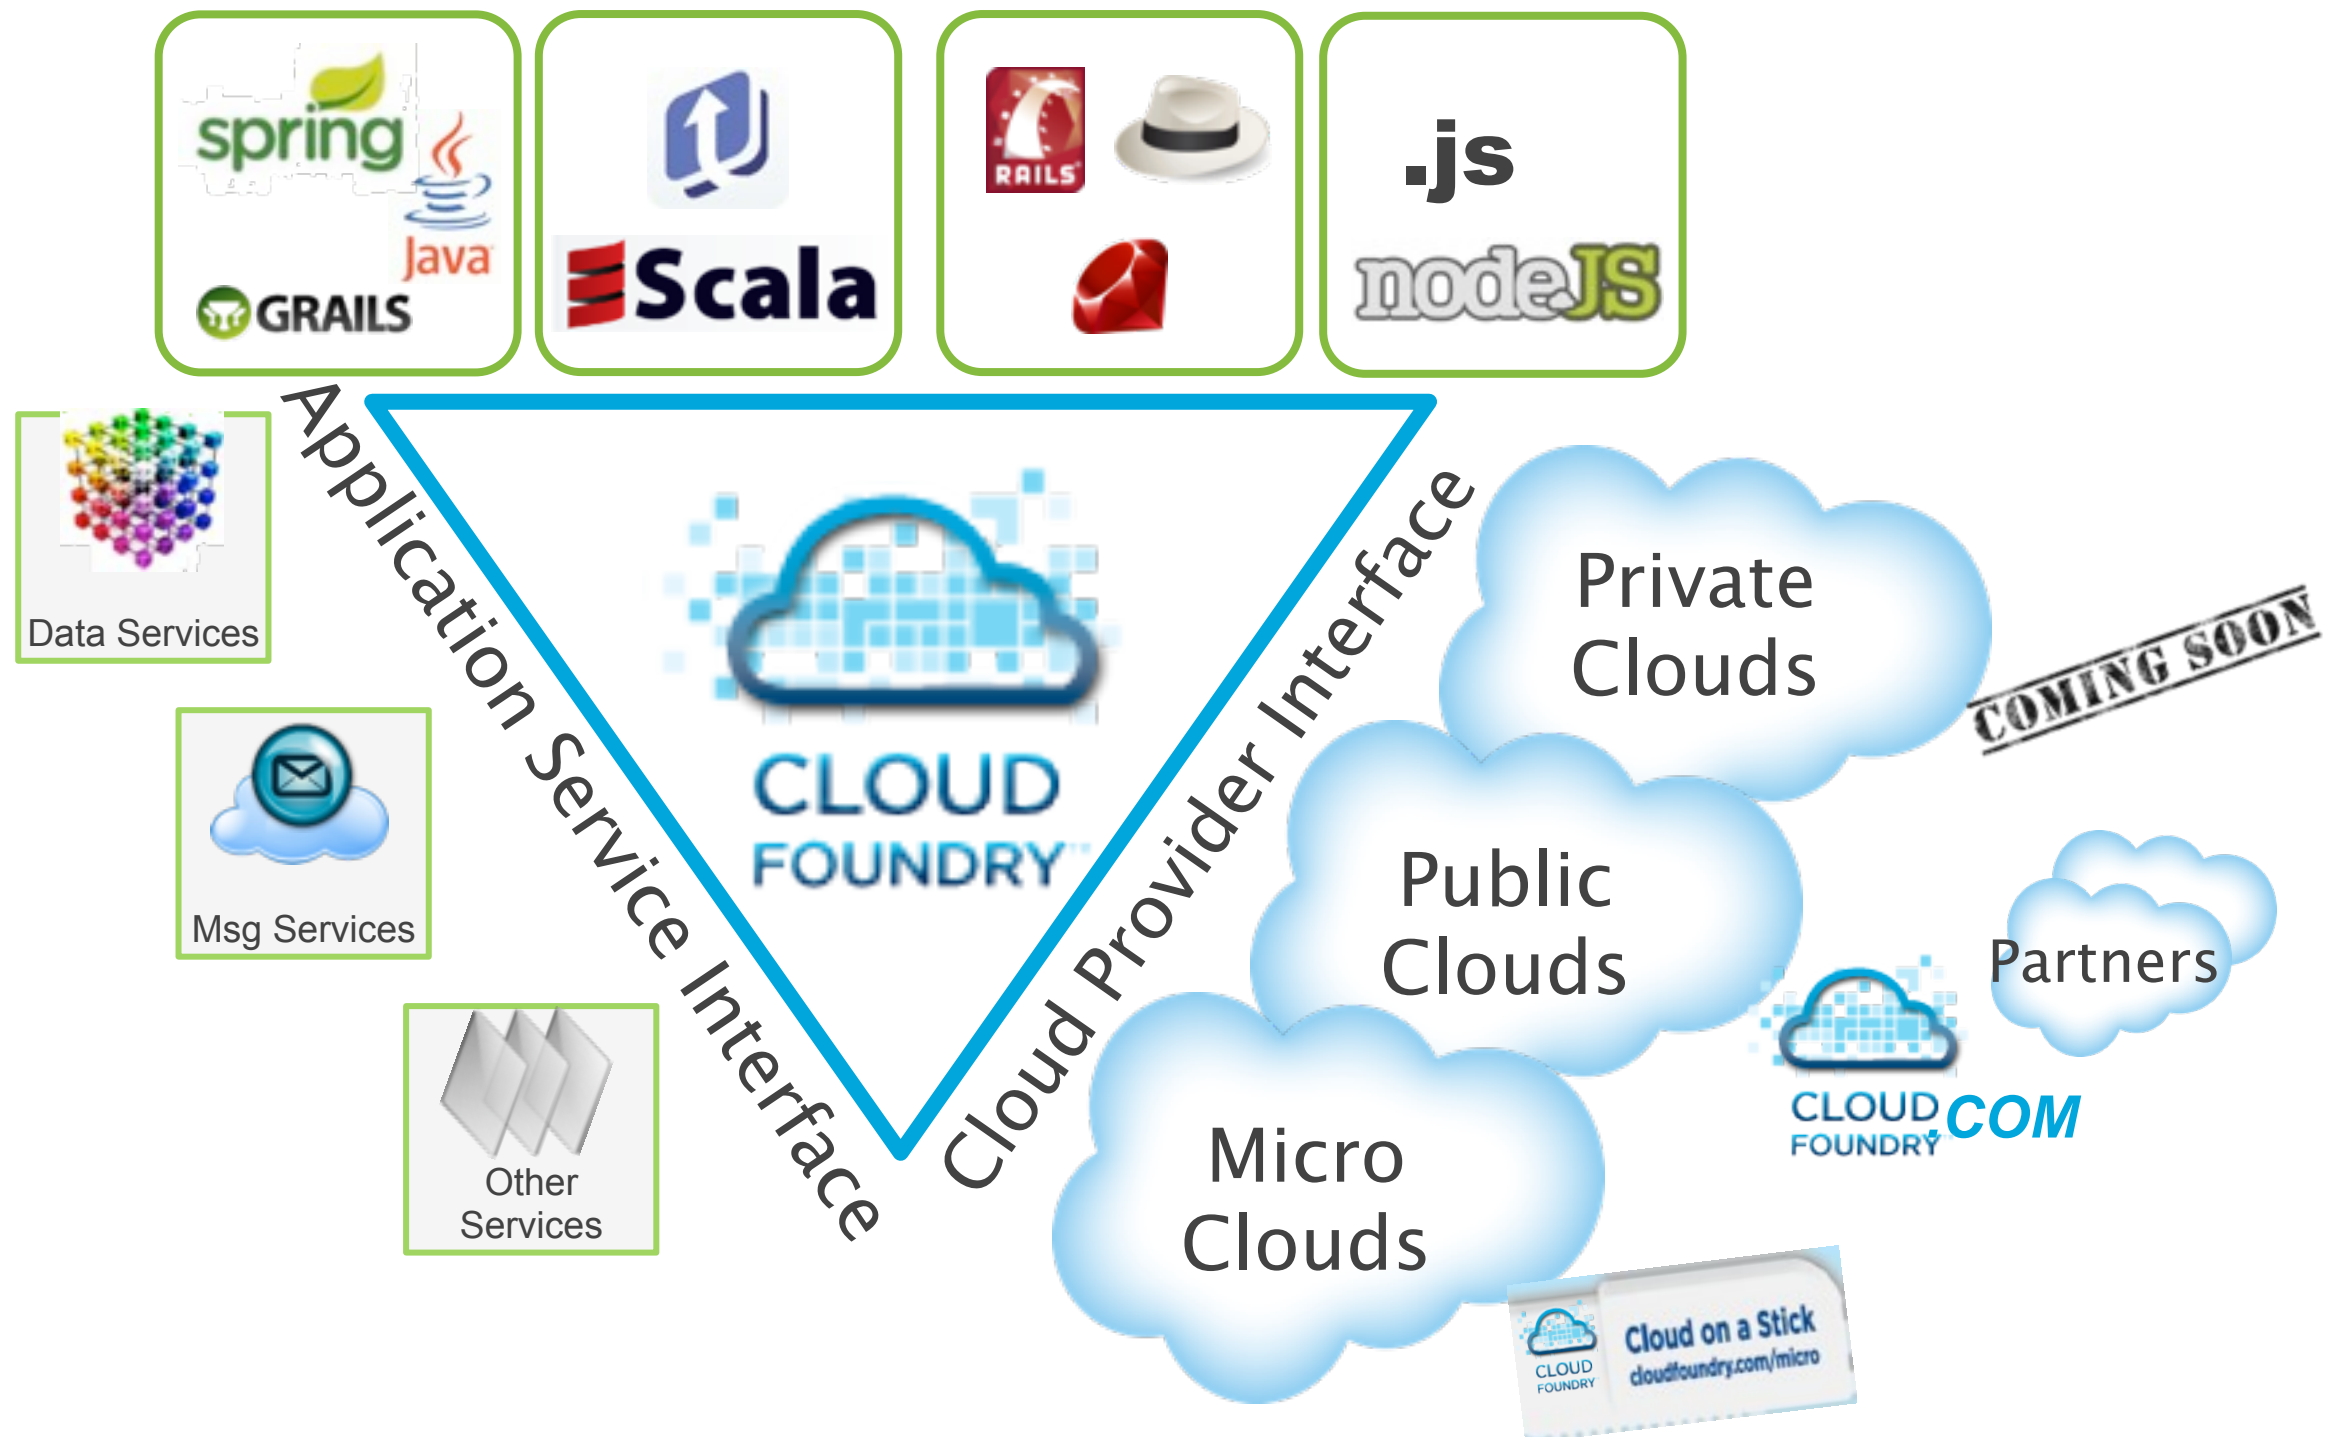 spring
Java
GRAILS
Scala
RAILS
.js
nodeJS
Application Service Interface
Cloud Provider Interface
CLOUD
FOUNDRY™
Data Services
Msg Services
Other
Services
Private
Clouds
COMING SOON
Public
Clouds
Partners
CLOUD
FOUNDRY™
.COM
Micro
Clouds
CLOUD
FOUNDRY
Cloud on a Stick
cloudfoundry.com/micro